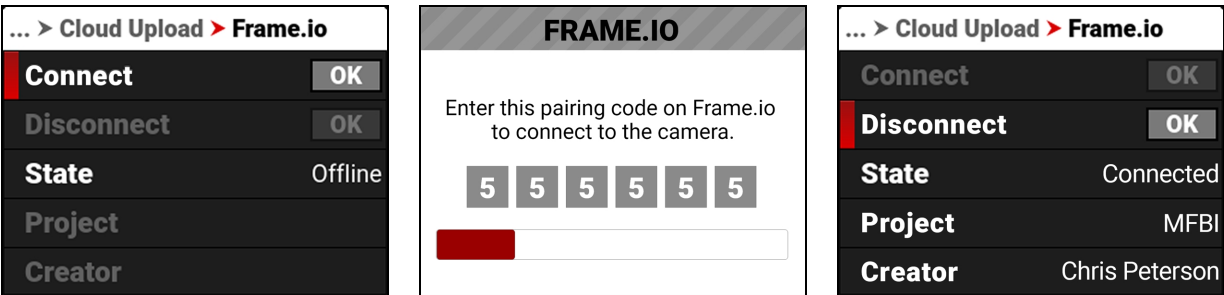 ... ➤ Cloud Upload ➤ Frame.io
Connect OK
Disconnect OK
State Offline
Project
Creator
FRAME.IO
Enter this pairing code on Frame.io
to connect to the camera.
5 5 5 5 5 5
... ➤ Cloud Upload ➤ Frame.io
Connect OK
Disconnect OK
State Connected
Project MFBI
Creator Chris Peterson